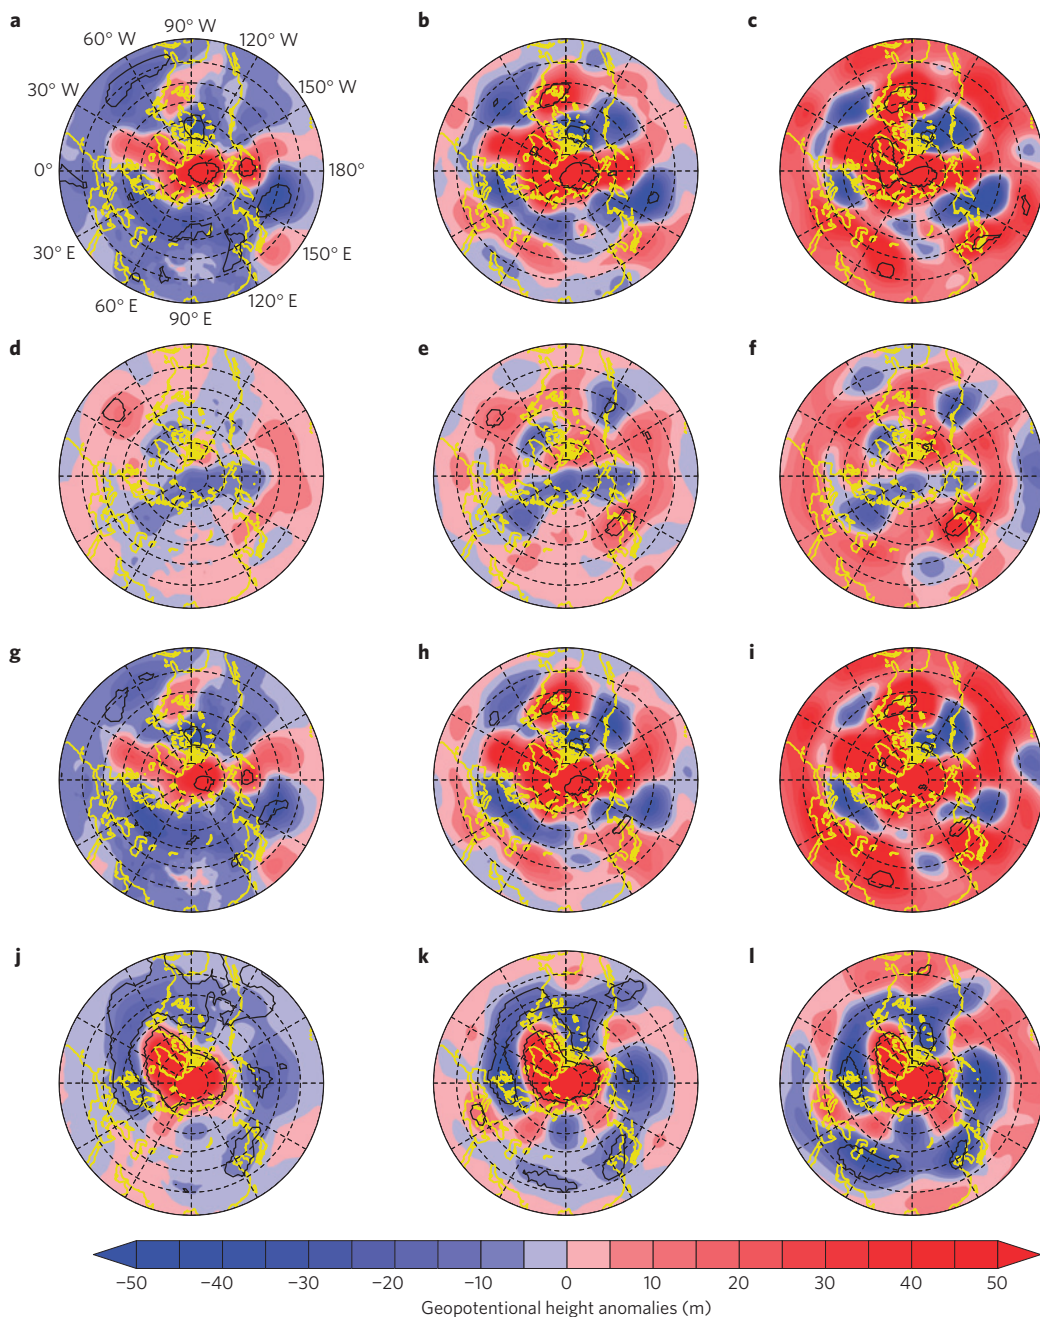 a
b
c
90° W
60° W
120° W
30° W
150° W
0°
180°
30° E
150° E
60° E
120° E
90° E
d
e
f
g
h
i
j
k
l
−50 −40 −30 −20 −10 0 10 20 30 40 50
Geopotentional height anomalies (m)